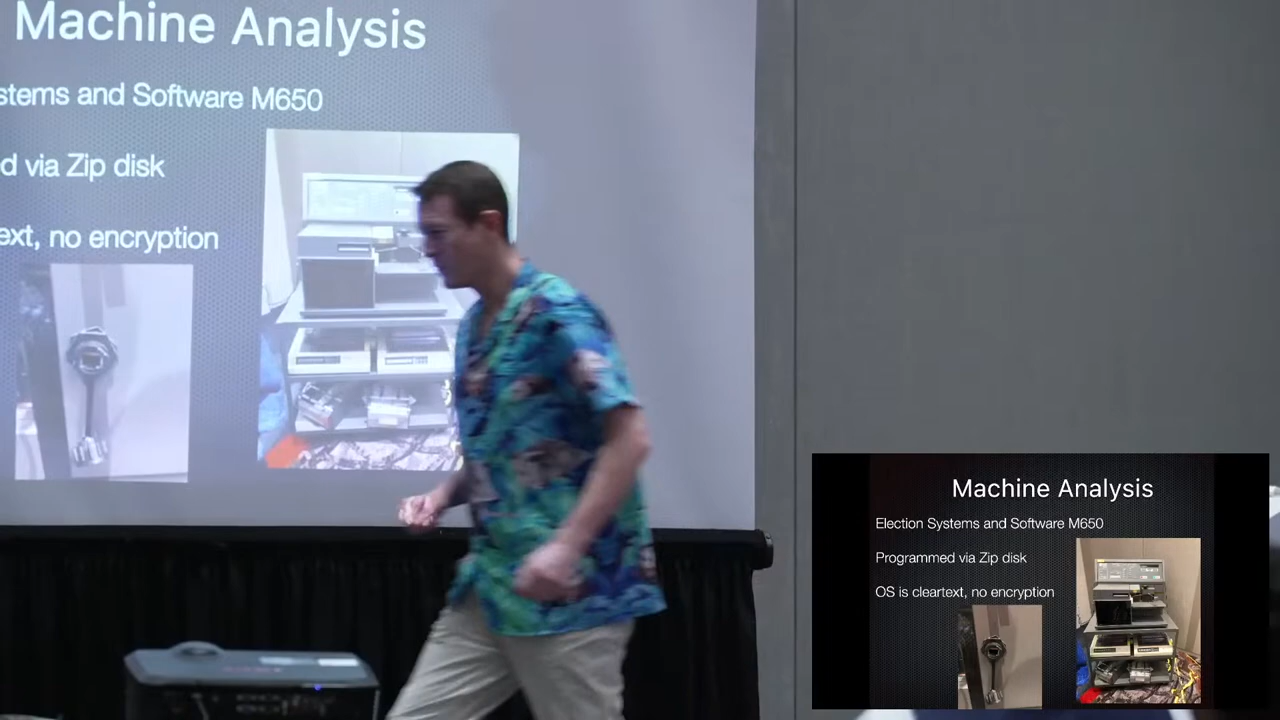 Machine Analysis
stems and Software M650
d via Zip disk
ext, no encryption
Machine Analysis
Election Systems and Software M650
Programmed via Zip disk
OS is cleartext, no encryption